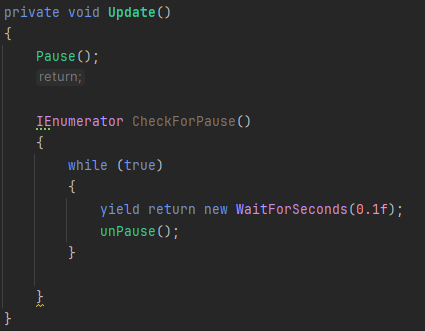 private void Update()
{
Pause();
return;
IEnumerator CheckForPause()
{
while (true)
{
yield return new WaitForSeconds(0.1f);
unPause();
}
}
}